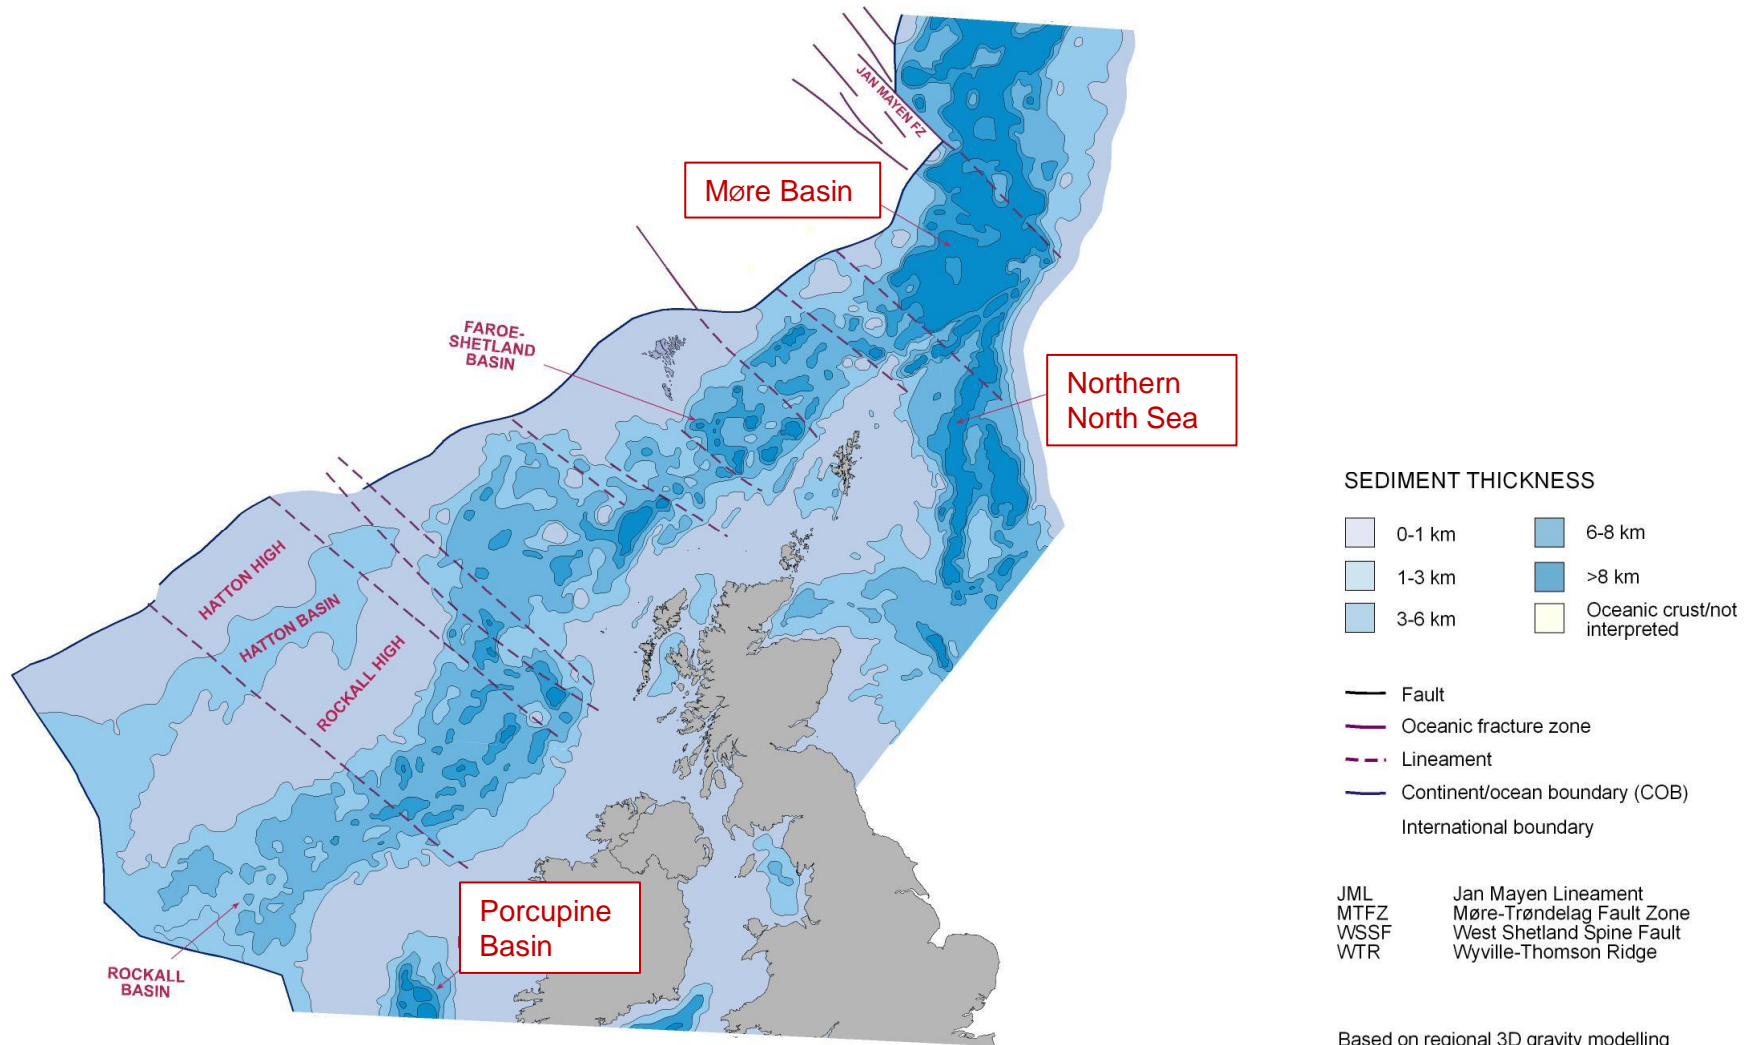 JAN MAYEN FZ
Møre Basin
FAROE-
SHETLAND
BASIN
Northern
North Sea
HATTON HIGH
HATTON BASIN
ROCKALL HIGH
Porcupine
Basin
ROCKALL
BASIN
SEDIMENT THICKNESS
0-1 km
6-8 km
1-3 km
>8 km
3-6 km
Oceanic crust/not
interpreted
Fault
Oceanic fracture zone
Lineament
Continent/ocean boundary (COB)
International boundary
JML Jan Mayen Lineament
MTFZ Møre-Trøndelag Fault Zone
WSSF West Shetland Spine Fault
WTR Wyville-Thomson Ridge
Based on regional 3D gravity modelling